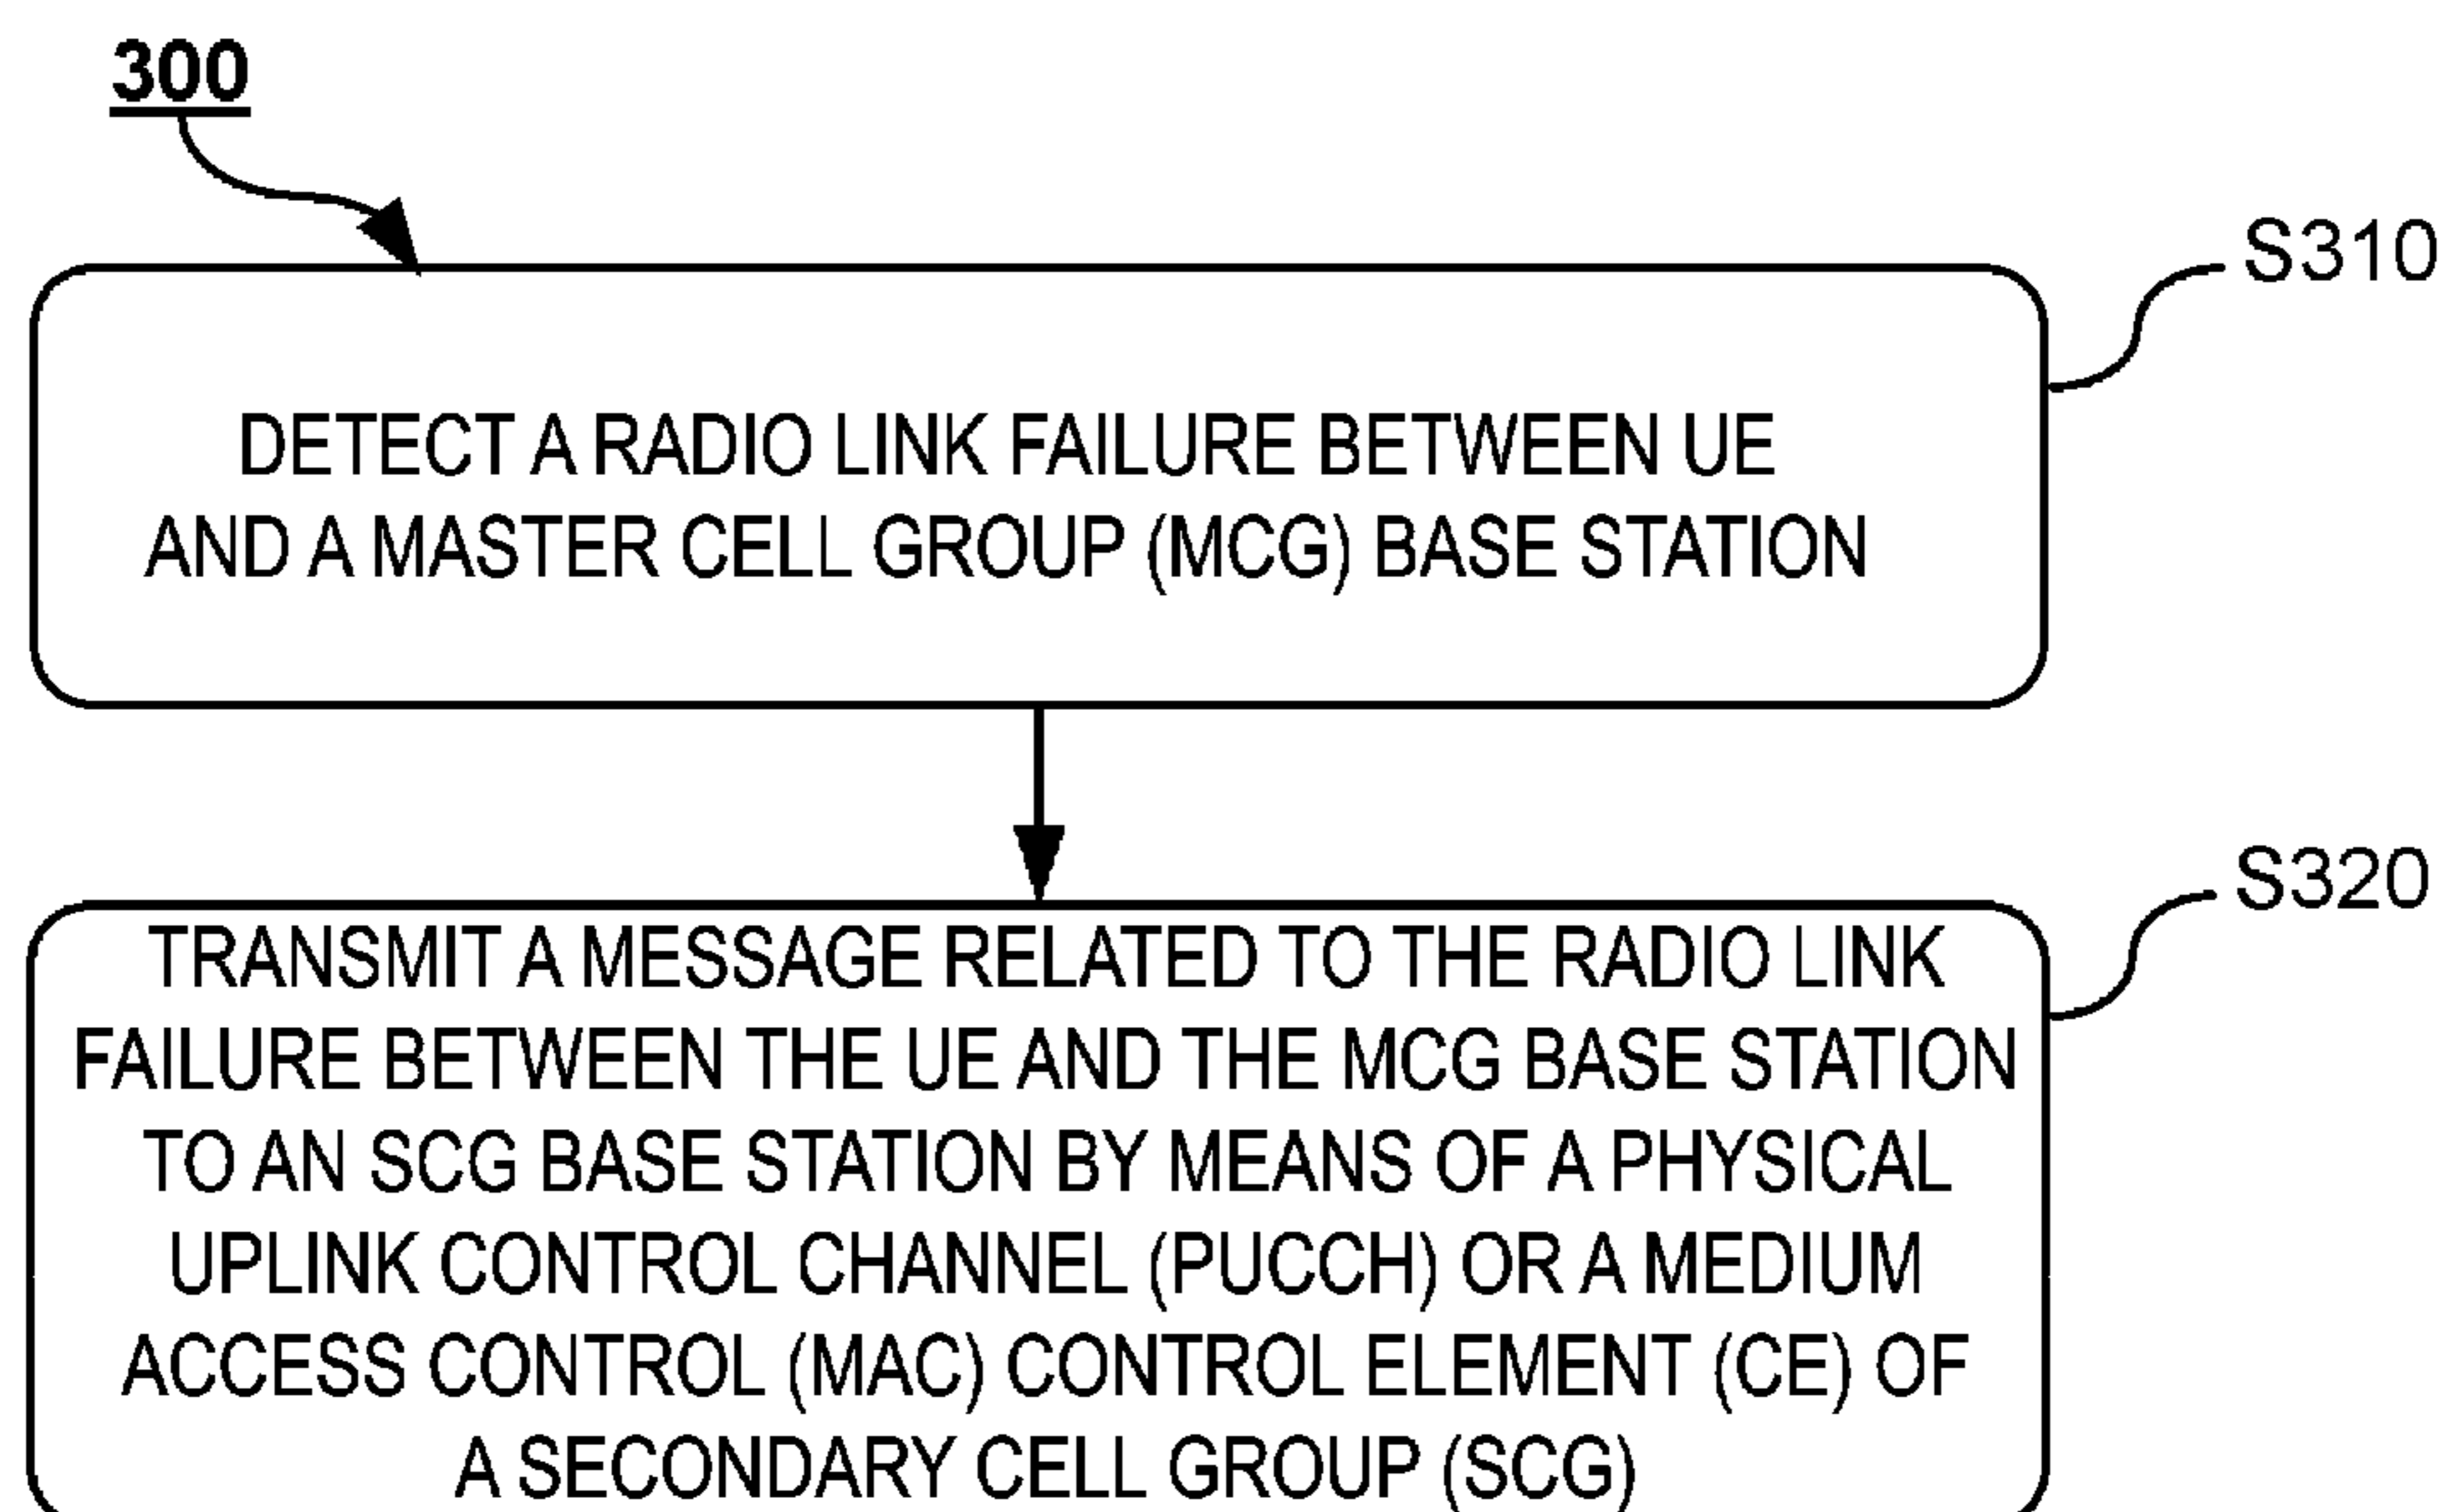 300
S310
DETECT A RADIO LINK FAILURE BETWEEN UE
AND A MASTER CELL GROUP (MCG) BASE STATION
S320
TRANSMIT A MESSAGE RELATED TO THE RADIO LINK
FAILURE BETWEEN THE UE AND THE MCG BASE STATION
TO AN SCG BASE STATION BY MEANS OF A PHYSICAL
UPLINK CONTROL CHANNEL (PUCCH) OR A MEDIUM
ACCESS CONTROL (MAC) CONTROL ELEMENT (CE) OF
A SECONDARY CELL GROUP (SCG)